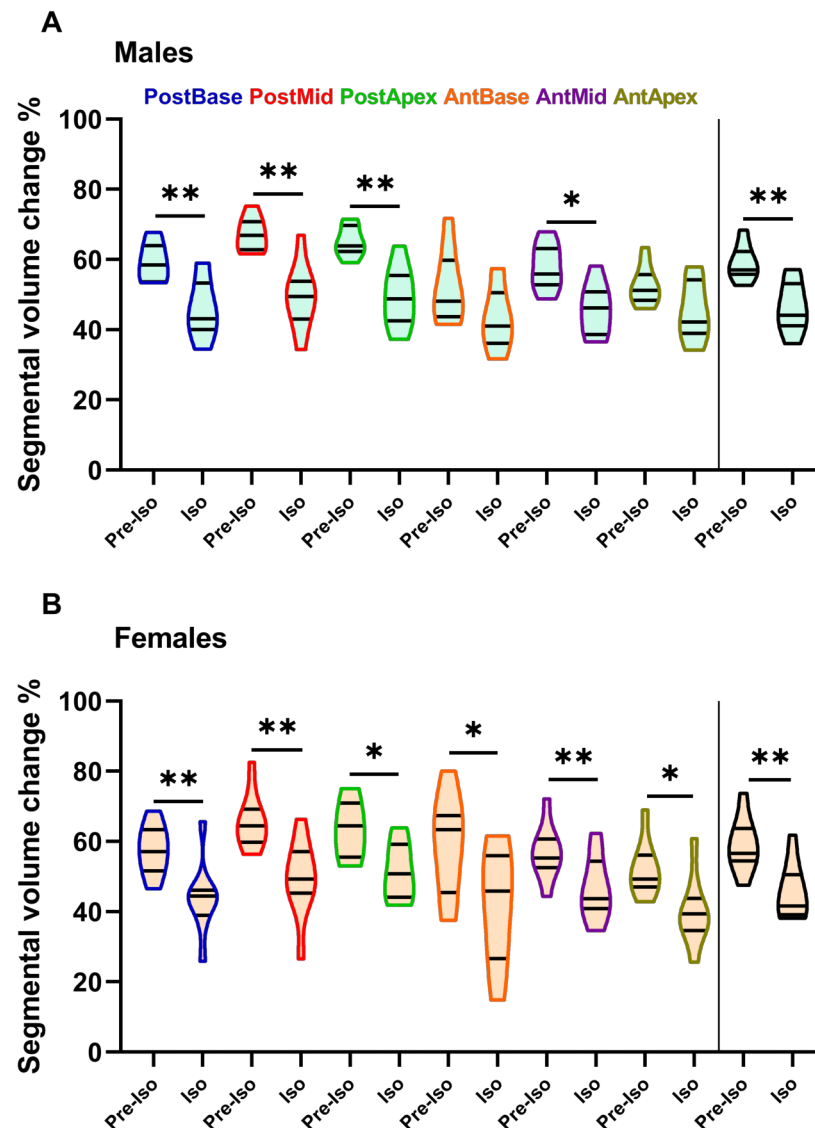 A
Males
PostBase PostMid PostApex AntBase AntMid AntApex
Segmental volume change %
100
80
60
40
20
0
** ** ** * **
Pre-Iso Iso Pre-Iso Iso Pre-Iso Iso Pre-Iso Iso Pre-Iso Iso Pre-Iso Iso Pre-Iso Iso
B
Females
Segmental volume change %
100
80
60
40
20
0
** ** * * ** * **
Pre-Iso Iso Pre-Iso Iso Pre-Iso Iso Pre-Iso Iso Pre-Iso Iso Pre-Iso Iso Pre-Iso Iso